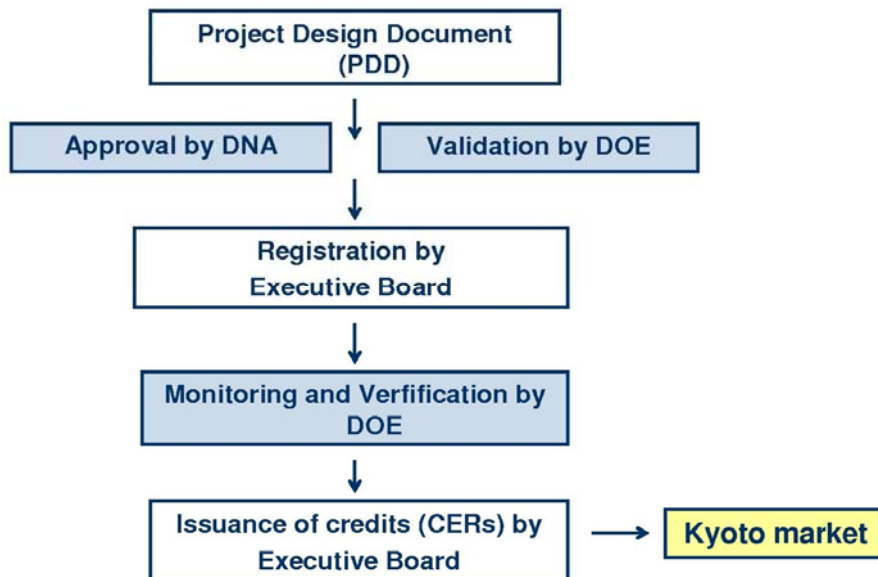 Project Design Document
(PDD)
Approval by DNA
Validation by DOE
Registration by
Executive Board
Monitoring and Verfification by
DOE
Issuance of credits (CERs) by
Executive Board
Kyoto market